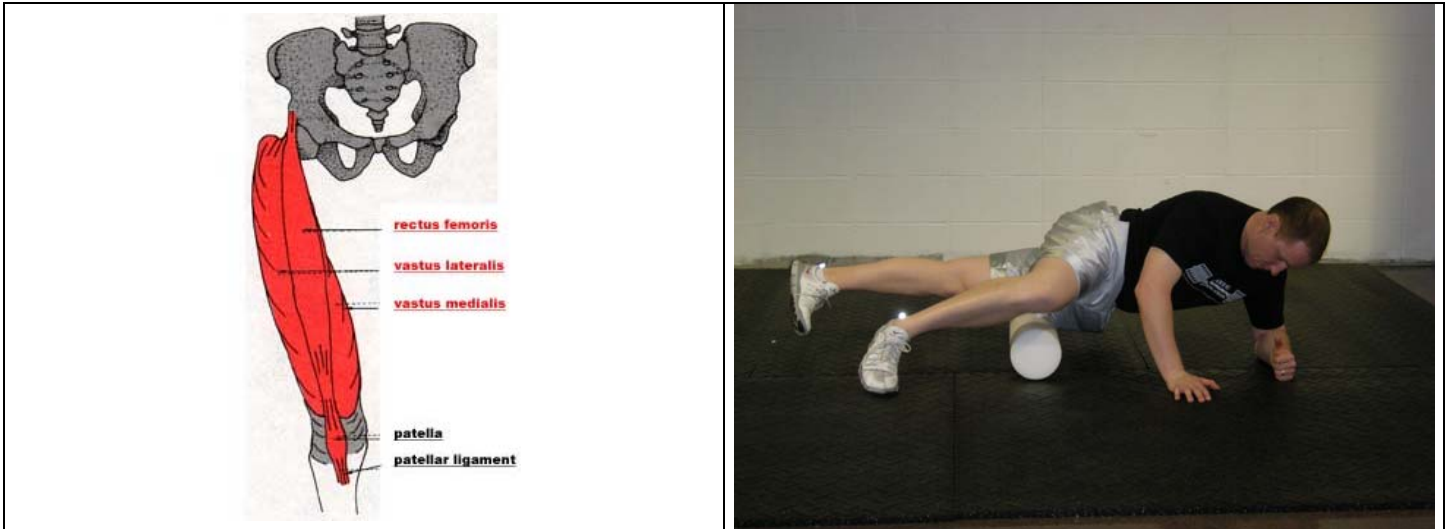 rectus femoris
vastus lateralis
vastus medialis
patella
patellar ligament